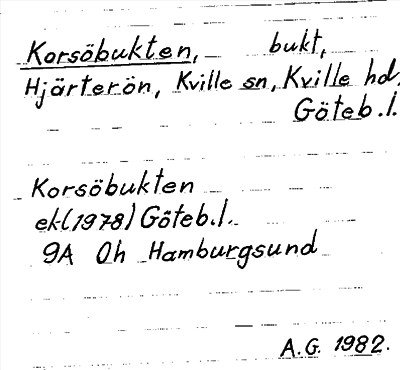 Korsöbukten, bukt,
Hjärterön, Kville sn, Kville hd.
Göteb.l.
Korsöbukten
ek(1978) Göteb.l.
9A 0h Hamburgsund
A.G. 1982.